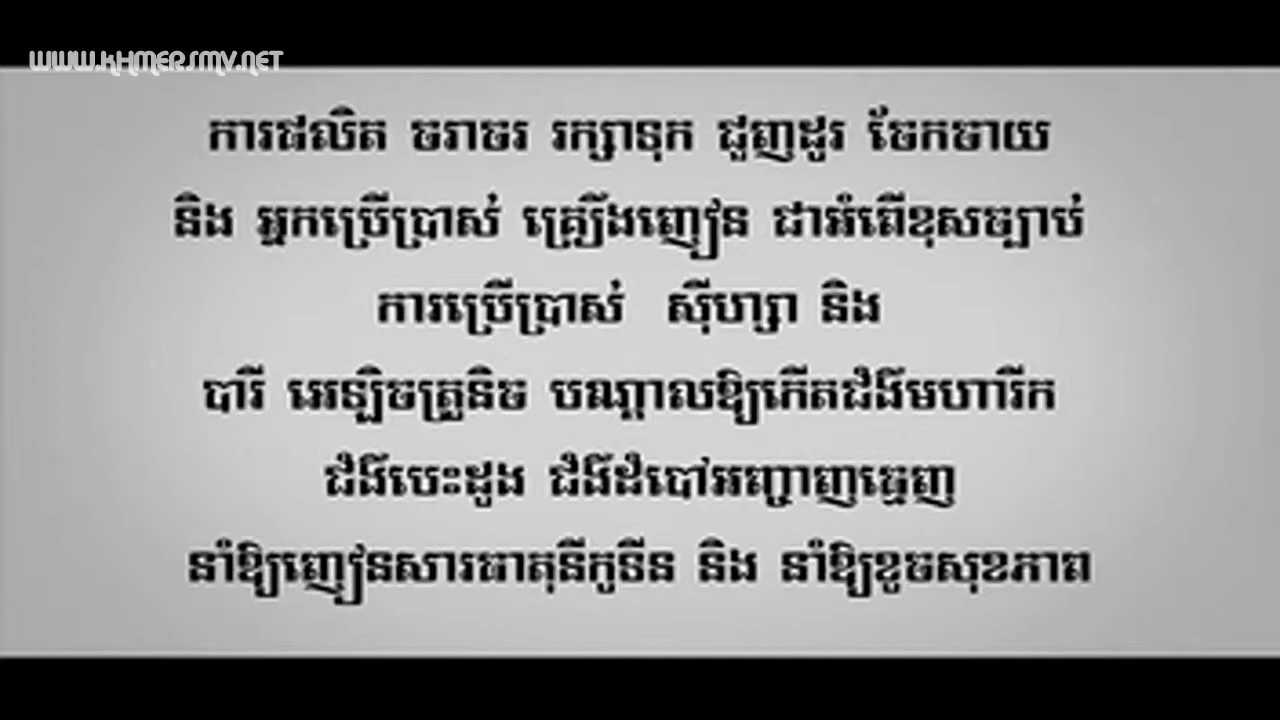 WWW.KHMERSMV.NET
ការផលិត ចរាចរ រក្សាទុក ជួញដូរ ចែកចាយ
និង អ្នកប្រើប្រាស់ គ្រឿងញៀន ជាអំពើខុសច្បាប់
ការប្រើប្រាស់ ស៊ីហ្សា និង
បារី អេឡិចត្រូនិច បណ្តាលឱ្យកើតជំងឺមហារីក
ជំងឺបេះដូង ជំងឺដំបៅអញ្ចាញធ្មេញ
នាំឱ្យញៀនសារធាតុនីកូទីន និង នាំឱ្យខូចសុខភាព